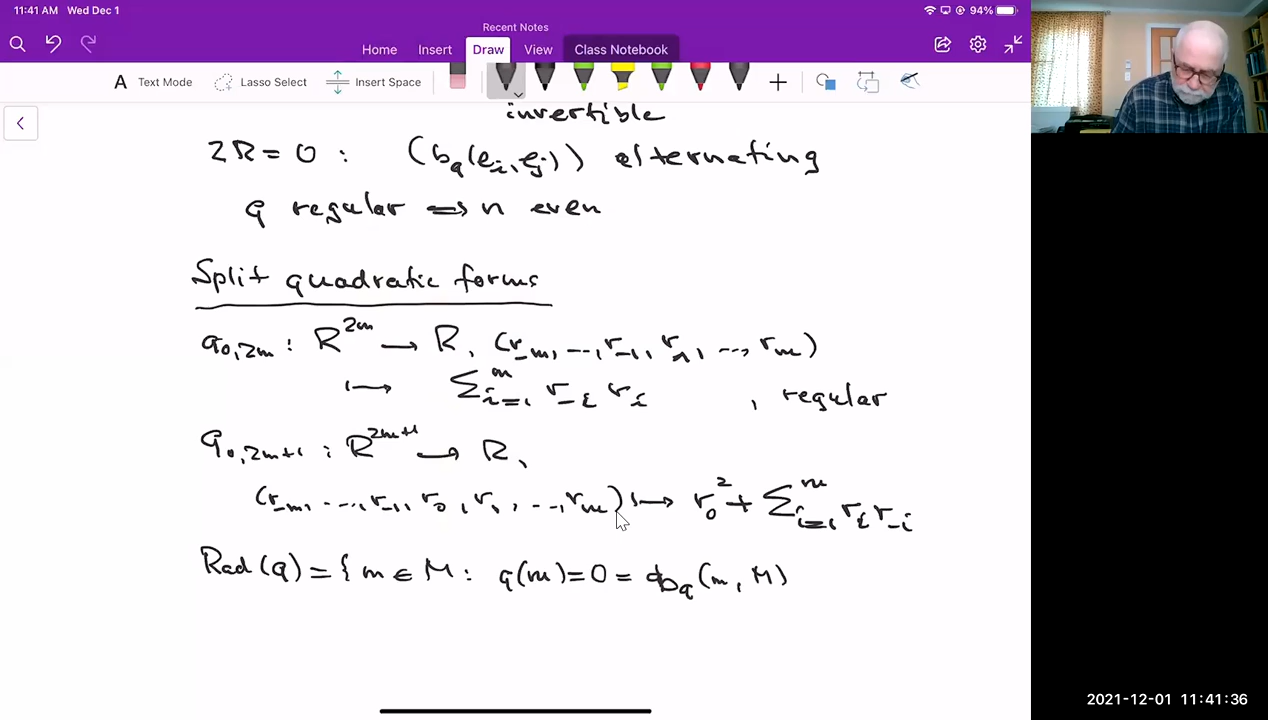 11:41 AM Wed Dec 1
94%
Recent Notes
Home Insert Draw View Class Notebook
A Text Mode Lasso Select Insert Space
invertible
2R = 0 : (b_q(e_i, e_j)) alternating
q regular ⟺ n even
Split quadratic forms
q_{0,2m} : R^{2m} → R, (r_{-m}, ..., r_{-1}, r_1, ..., r_m)
↦ Σ_{i=1}^m r_{-i} r_i , regular
q_{0,2m+1} : R^{2m+1} → R,
(r_{-m}, ..., r_{-1}, r_0, r_1, ..., r_m) ↦ r_0^2 + Σ_{i=1}^m r_i r_{-i}
Rad(q) = { m ∈ M : q(m) = 0 = b_q(m, M)
2021-12-01 11:41:36